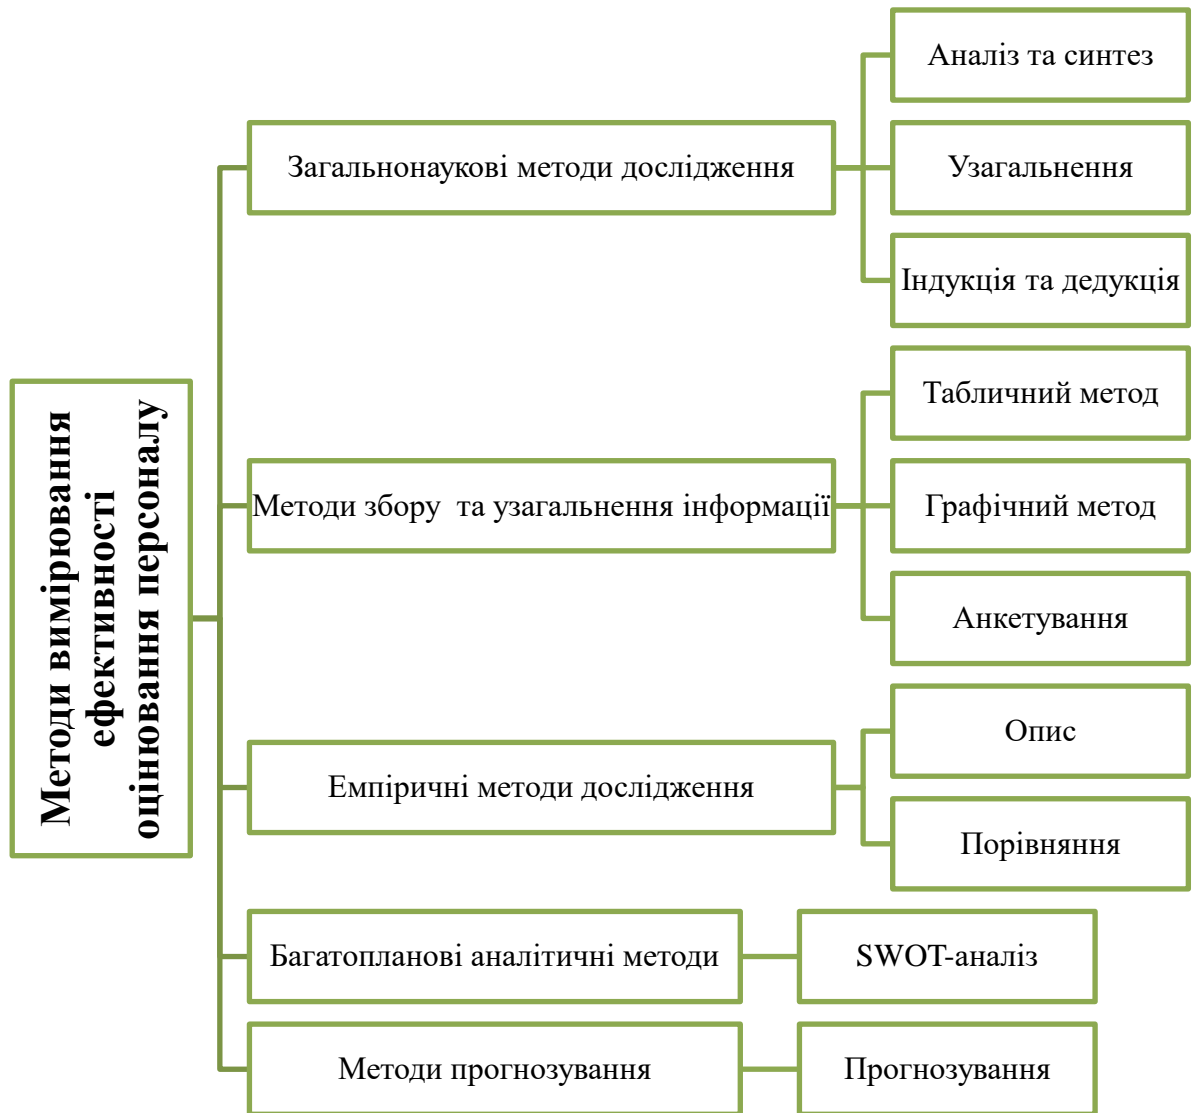 Методи вимірювання
ефективності
оцінювання персоналу
Загальнонаукові методи дослідження
Аналіз та синтез
Узагальнення
Індукція та дедукція
Методи збору  та узагальнення інформації
Табличний метод
Графічний метод
Анкетування
Емпіричні методи дослідження
Опис
Порівняння
Багатопланові аналітичні методи
SWOT-аналіз
Методи прогнозування
Прогнозування